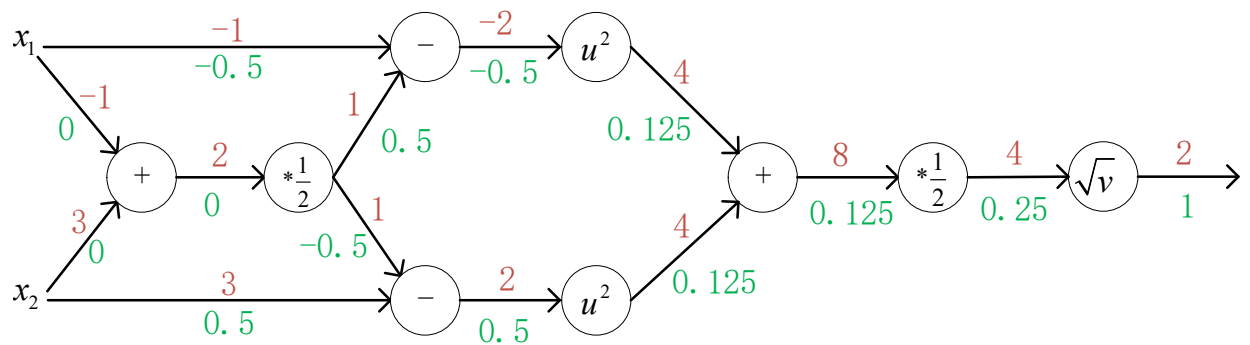 x₁ -1 -0.5 − -2 -0.5 u² 4 0.125
-1 0 1 0.5
+ 2 0 *1/2 + 8 0.125 *1/2 4 0.25 √v 2 1
3 0 1 -0.5
x₂ 3 0.5 − 2 0.5 u² 4 0.125